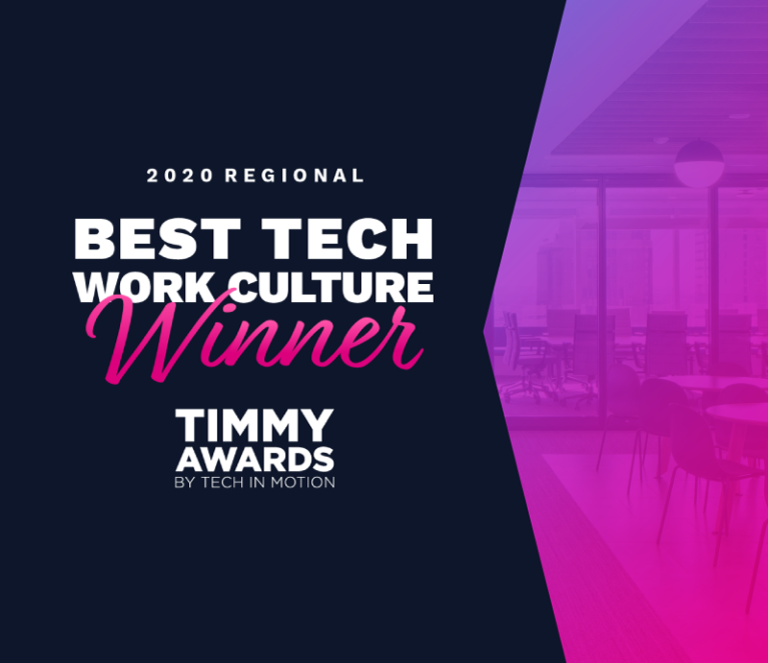 2020 REGIONAL
BEST TECH
WORK CULTURE
Winner
TIMMY
AWARDS
BY TECH IN MOTION